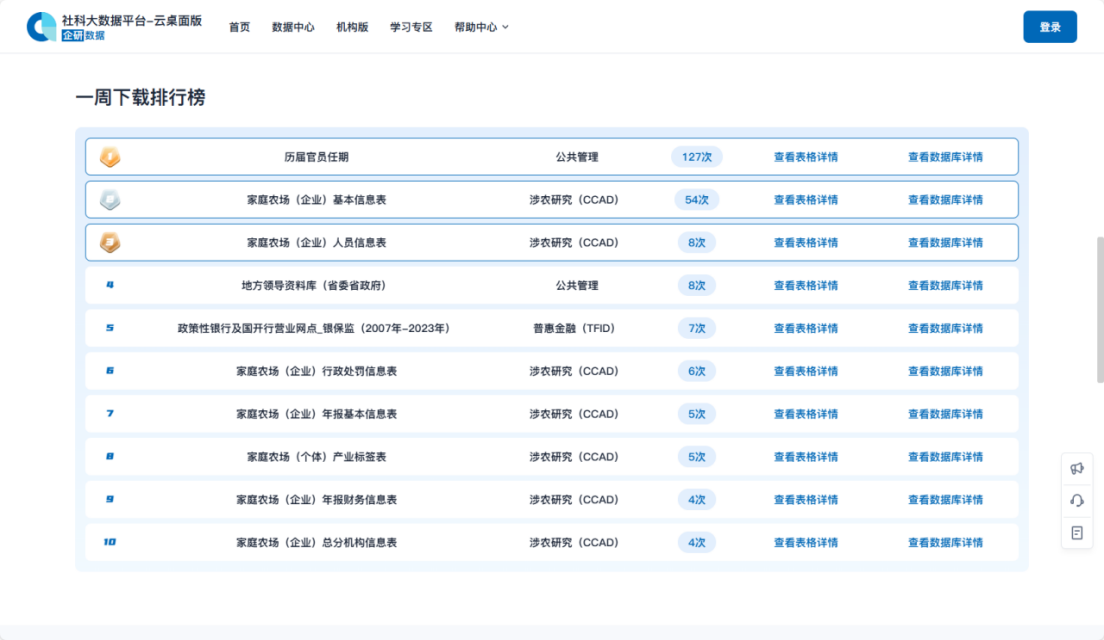 社科大数据平台-云桌面版
企研数据
首页 数据中心 机构版 学习专区 帮助中心
登录
一周下载排行榜
1 历届官员任期 公共管理 127次 查看表格详情 查看数据库详情
2 家庭农场（企业）基本信息表 涉农研究（CCAD） 54次 查看表格详情 查看数据库详情
3 家庭农场（企业）人员信息表 涉农研究（CCAD） 8次 查看表格详情 查看数据库详情
4 地方领导资料库（省委省政府） 公共管理 8次 查看表格详情 查看数据库详情
5 政策性银行及国开行营业网点_银保监（2007年-2023年） 普惠金融（TFID） 7次 查看表格详情 查看数据库详情
6 家庭农场（企业）行政处罚信息表 涉农研究（CCAD） 6次 查看表格详情 查看数据库详情
7 家庭农场（企业）年报基本信息表 涉农研究（CCAD） 5次 查看表格详情 查看数据库详情
8 家庭农场（个体）产业标签表 涉农研究（CCAD） 5次 查看表格详情 查看数据库详情
9 家庭农场（企业）年报财务信息表 涉农研究（CCAD） 4次 查看表格详情 查看数据库详情
10 家庭农场（企业）总分机构信息表 涉农研究（CCAD） 4次 查看表格详情 查看数据库详情